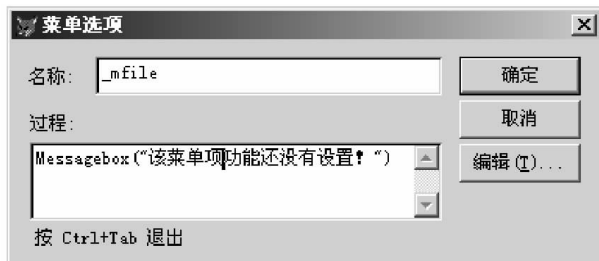 菜单选项
名称: _mfile
确定
过程:
取消
Messagebox("该菜单项功能还没有设置！")
编辑(T)...
按 Ctrl+Tab 退出